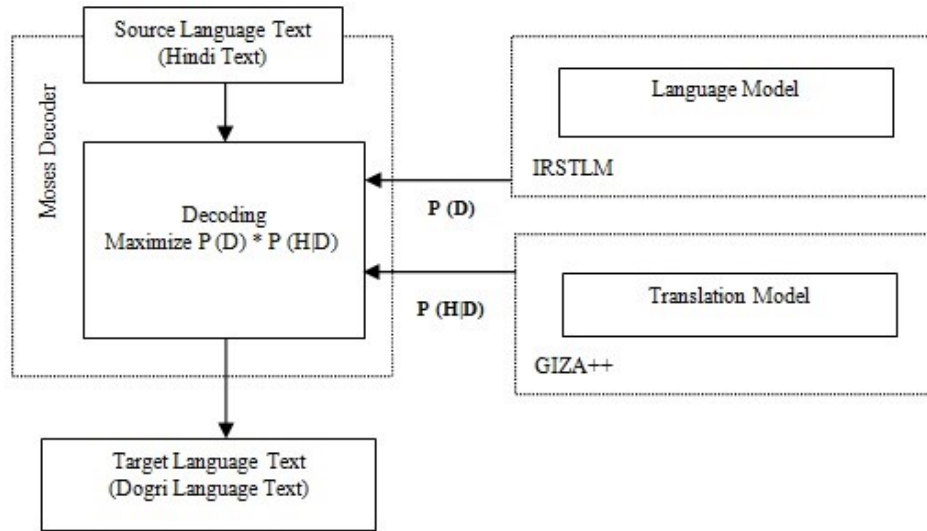 Source Language Text
(Hindi Text)
Moses Decoder
Decoding
Maximize P (D) * P (H|D)
Language Model
IRSTLM
P (D)
Translation Model
P (H|D)
GIZA++
Target Language Text
(Dogri Language Text)